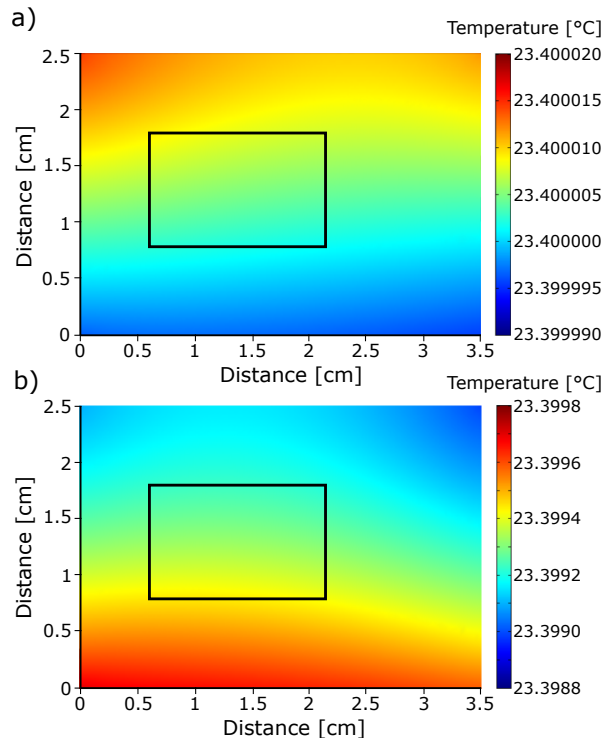 a)
Temperature [°C]
2.5
2
1.5
1
0.5
0
Distance [cm]
0 0.5 1 1.5 2 2.5 3 3.5
Distance [cm]
23.400020
23.400015
23.400010
23.400005
23.400000
23.399995
23.399990
b)
Temperature [°C]
2.5
2
1.5
1
0.5
0
Distance [cm]
0 0.5 1 1.5 2 2.5 3 3.5
Distance [cm]
23.3998
23.3996
23.3994
23.3992
23.3990
23.3988